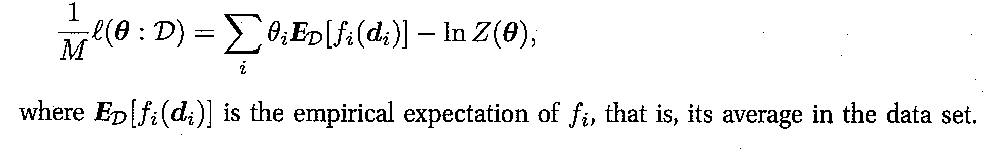 \frac{1}{M}\ell(\boldsymbol{\theta} : \mathcal{D}) = \sum_{i} \theta_i \boldsymbol{E}_{\mathcal{D}}[f_i(\boldsymbol{d}_i)] - \ln Z(\boldsymbol{\theta}),
where \boldsymbol{E}_{\mathcal{D}}[f_i(\boldsymbol{d}_i)] is the empirical expectation of f_i, that is, its average in the data set.